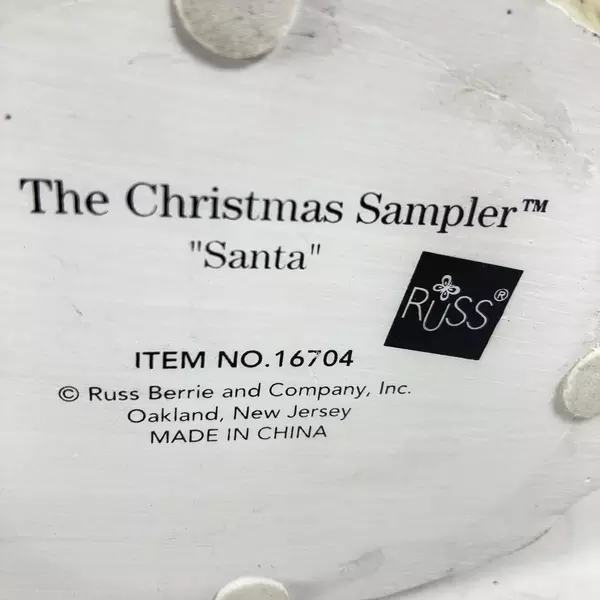 The Christmas Sampler™
"Santa"
RUSS®
ITEM NO.16704
© Russ Berrie and Company, Inc.
Oakland, New Jersey
MADE IN CHINA